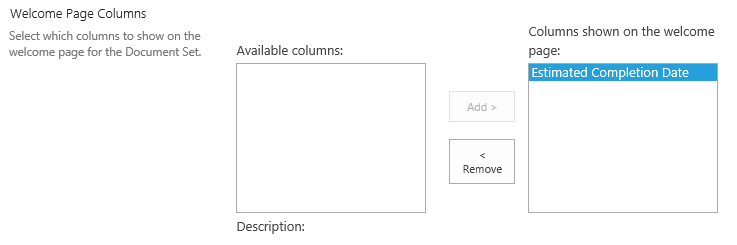 Welcome Page Columns
Select which columns to show on the
welcome page for the Document Set.
Available columns:
Columns shown on the welcome
page:
Estimated Completion Date
Add >
<
Remove
Description: